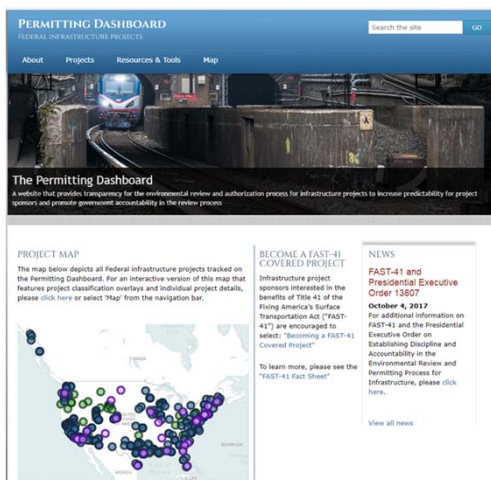 PERMITTING DASHBOARD
FEDERAL INFRASTRUCTURE PROJECTS
Search the site
GO
About Projects Resources & Tools Map
The Permitting Dashboard
A website that provides transparency for the environmental review and authorization process for infrastructure projects to increase predictability for project
sponsors and promote government accountability in the review process
PROJECT MAP
The map below depicts all Federal infrastructure projects tracked on
the Permitting Dashboard. For an interactive version of this map that
features project classification overlays and individual project details,
please click here or select 'Map' from the navigation bar.
CANADA
MEXICO
BECOME A FAST-41
COVERED PROJECT
Infrastructure project
sponsors interested in the
benefits of Title 41 of the
Fixing America's Surface
Transportation Act ("FAST-
41") are encouraged to
select: "Becoming a FAST-41
Covered Project"
To learn more, please see the
"FAST-41 Fact Sheet"
NEWS
FAST-41 and
Presidential Executive
Order 13807
October 4, 2017
For additional information on
FAST-41 and the Presidential
Executive Order on
Establishing Discipline and
Accountability in the
Environmental Review and
Permitting Process for
Infrastructure, please click
here.
View all news